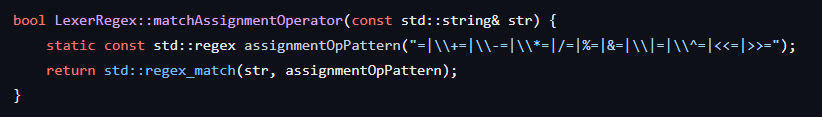 bool LexerRegex::matchAssignmentOperator(const std::string& str) {
    static const std::regex assignmentOpPattern("=|\\+=|\\-=|\\*=|/=|%=|&=|\\|=|\\^=|<<=|>>=");
    return std::regex_match(str, assignmentOpPattern);
}